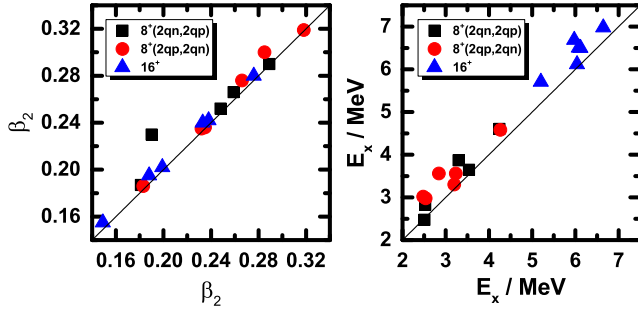 8⁺(2qn,2qp)
8⁺(2qp,2qn)
16⁺
0.32
0.28
0.24
0.20
0.16
β₂
0.16 0.20 0.24 0.28 0.32
β₂
8⁺(2qn,2qp)
8⁺(2qp,2qn)
16⁺
8
7
6
5
4
3
2
Eₓ / MeV
2 3 4 5 6 7
Eₓ / MeV